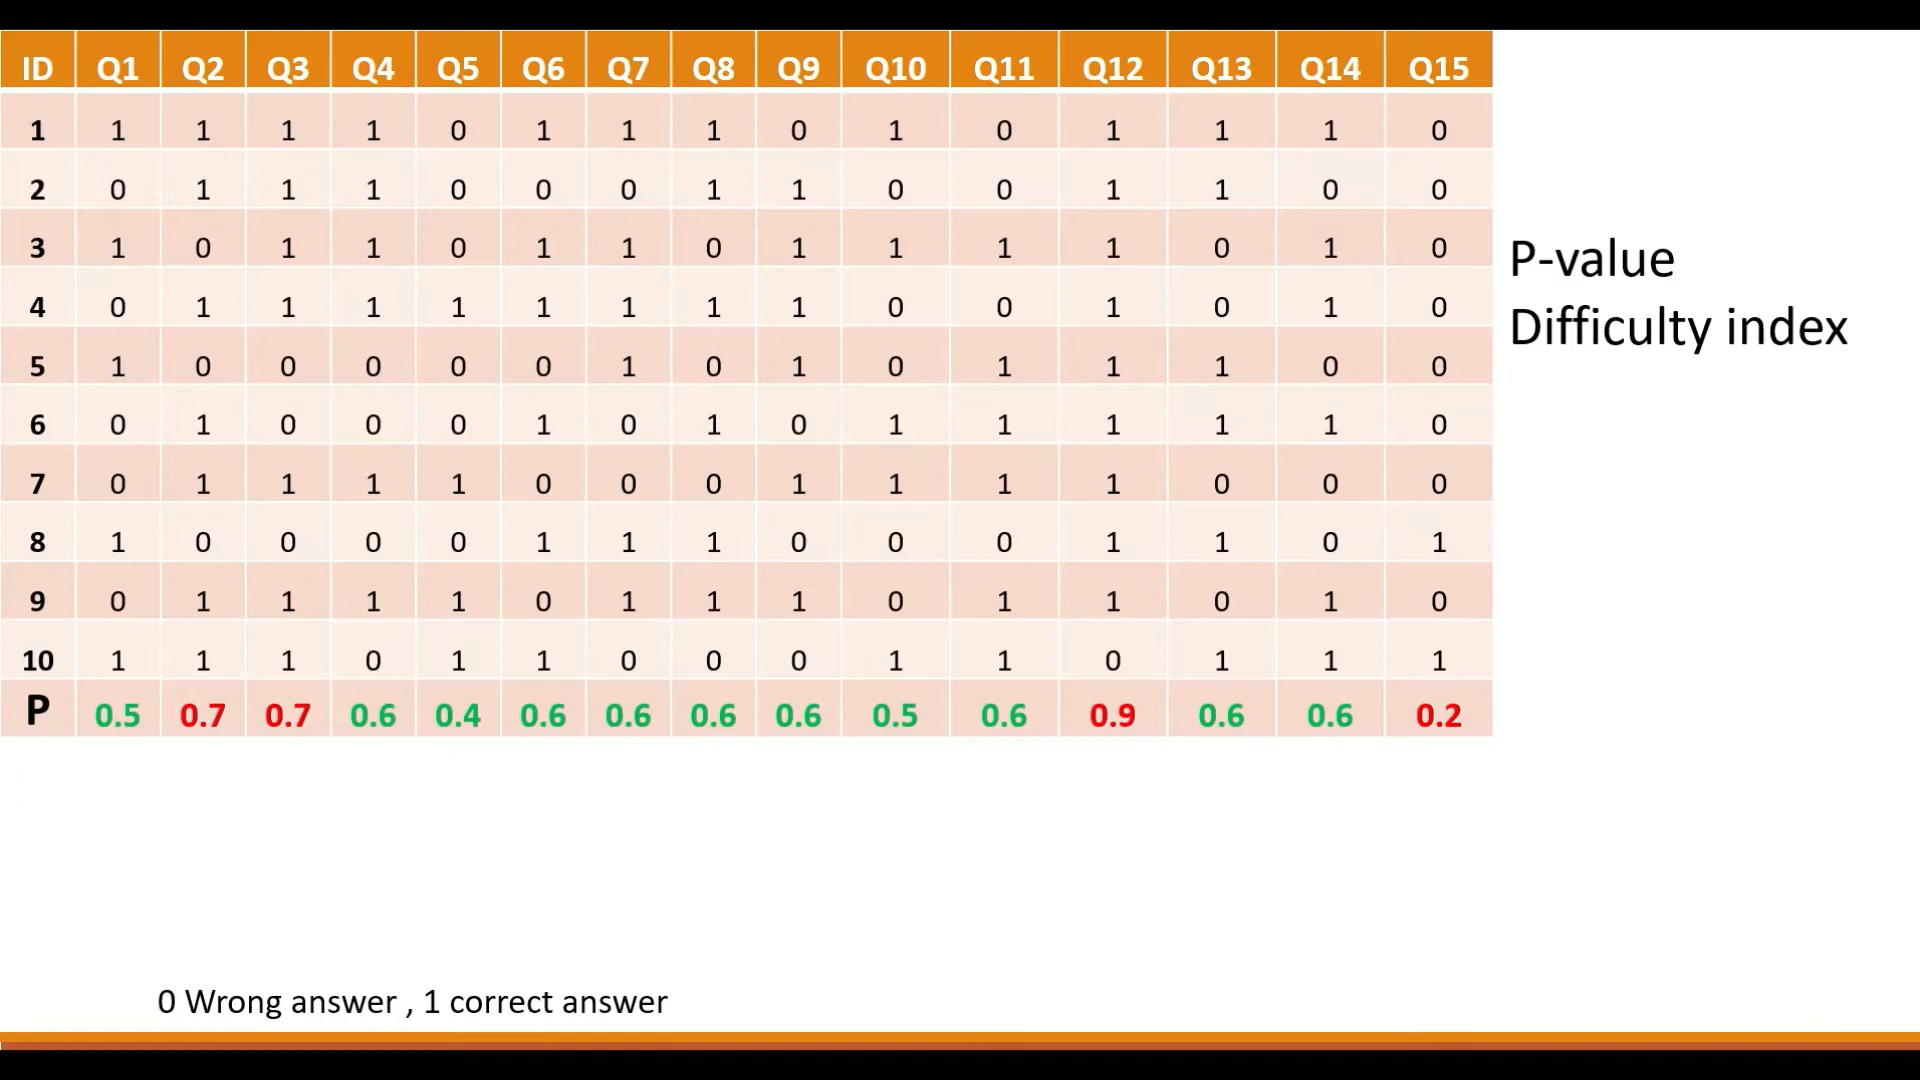 ID Q1 Q2 Q3 Q4 Q5 Q6 Q7 Q8 Q9 Q10 Q11 Q12 Q13 Q14 Q15
1 1 1 1 1 0 1 1 1 0 1 0 1 1 1 0
2 0 1 1 1 0 0 0 1 1 0 0 1 1 0 0
3 1 0 1 1 0 1 1 0 1 1 1 1 0 1 0
4 0 1 1 1 1 1 1 1 1 0 0 1 0 1 0
5 1 0 0 0 0 0 1 0 1 0 1 1 1 0 0
6 0 1 0 0 0 1 0 1 0 1 1 1 1 1 0
7 0 1 1 1 1 0 0 0 1 1 1 1 0 0 0
8 1 0 0 0 0 1 1 1 0 0 0 1 1 0 1
9 0 1 1 1 1 0 1 1 1 0 1 1 0 1 0
10 1 1 1 0 1 1 0 0 0 1 1 0 1 1 1
P 0.5 0.7 0.7 0.6 0.4 0.6 0.6 0.6 0.6 0.5 0.6 0.9 0.6 0.6 0.2
P-value
Difficulty index
0 Wrong answer , 1 correct answer